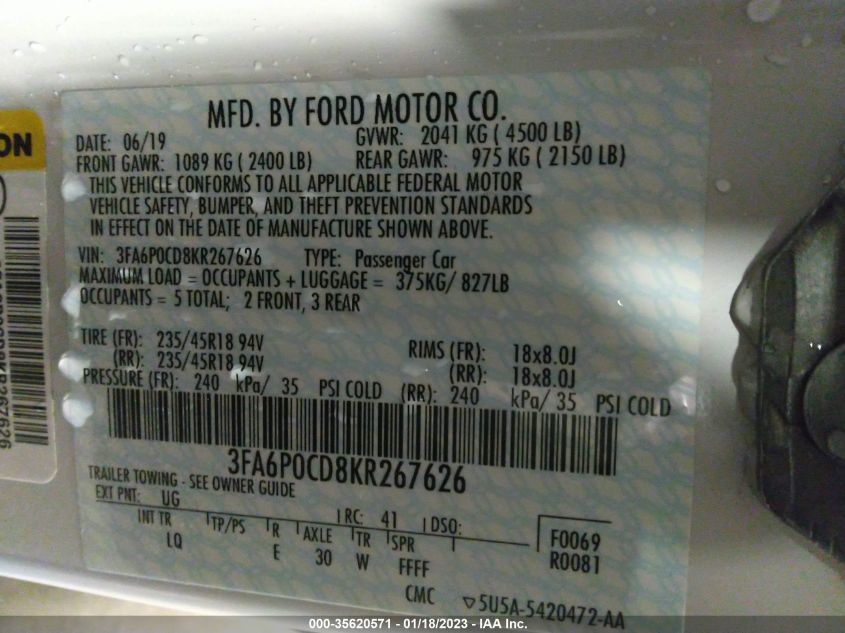 MFD. BY FORD MOTOR CO.
DATE: 06/19 GVWR: 2041 KG ( 4500 LB)
FRONT GAWR: 1089 KG ( 2400 LB) REAR GAWR: 975 KG ( 2150 LB)
THIS VEHICLE CONFORMS TO ALL APPLICABLE FEDERAL MOTOR
VEHICLE SAFETY, BUMPER, AND THEFT PREVENTION STANDARDS
IN EFFECT ON THE DATE OF MANUFACTURE SHOWN ABOVE.
VIN: 3FA6P0CD8KR267626 TYPE: Passenger Car
MAXIMUM LOAD = OCCUPANTS + LUGGAGE = 375KG/ 827LB
OCCUPANTS = 5 TOTAL; 2 FRONT, 3 REAR
TIRE (FR): 235/45R18 94V RIMS (FR): 18x8.0J
(RR): 235/45R18 94V (RR): 18x8.0J
PRESSURE (FR): 240 kPa/ 35 PSI COLD (RR): 240 kPa/ 35 PSI COLD
3FA6P0CD8KR267626
TRAILER TOWING - SEE OWNER GUIDE
EXT PNT: UG RC: 41 DSO: F0069
INT TR TP/PS R AXLE TR SPR R0081
LQ E 30 W FFFF
CMC ▽5U5A-5420472-AA
ON
000-35620571 - 01/18/2023 - IAA Inc.